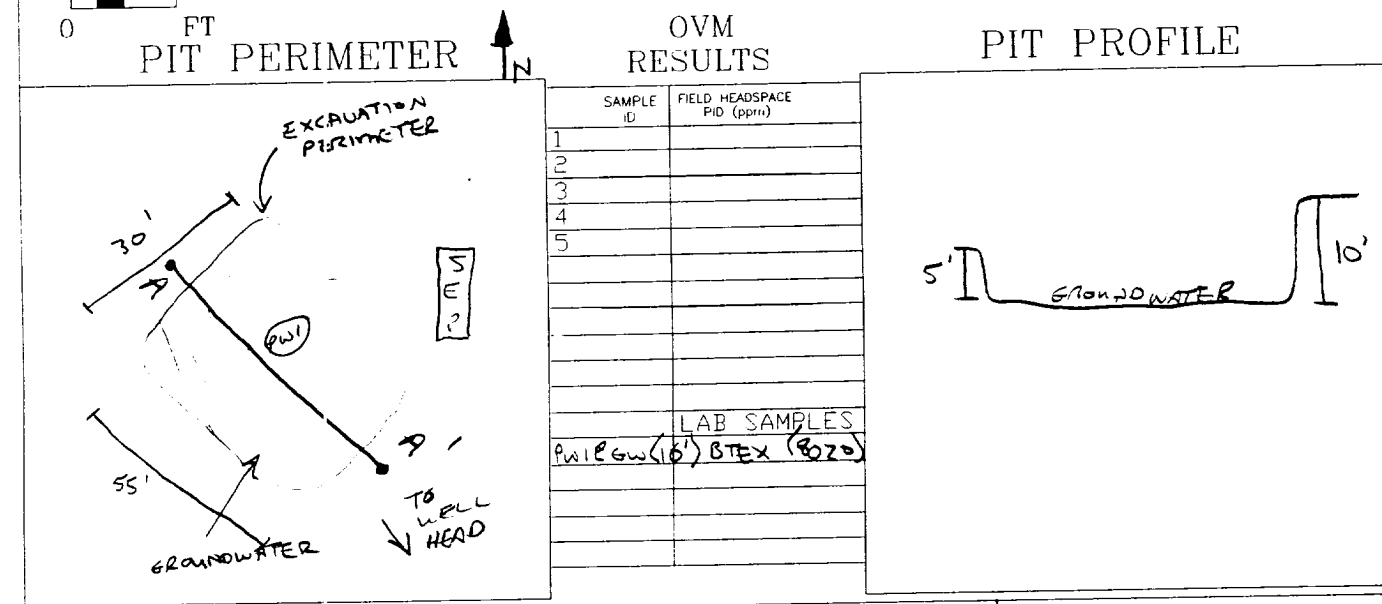 0 FT
PIT PERIMETER
N
OVM
RESULTS
PIT PROFILE
SAMPLE ID
FIELD HEADSPACE PID (ppm)
1
2
3
4
5
LAB SAMPLES
PW1@GW(10') BTEX (8020)
EXCAVATION
PERIMETER
30'
A
PW1
S
E
P
A'
55'
TO
WELL
HEAD
GROUNDWATER
5'
GROUNDWATER
10'